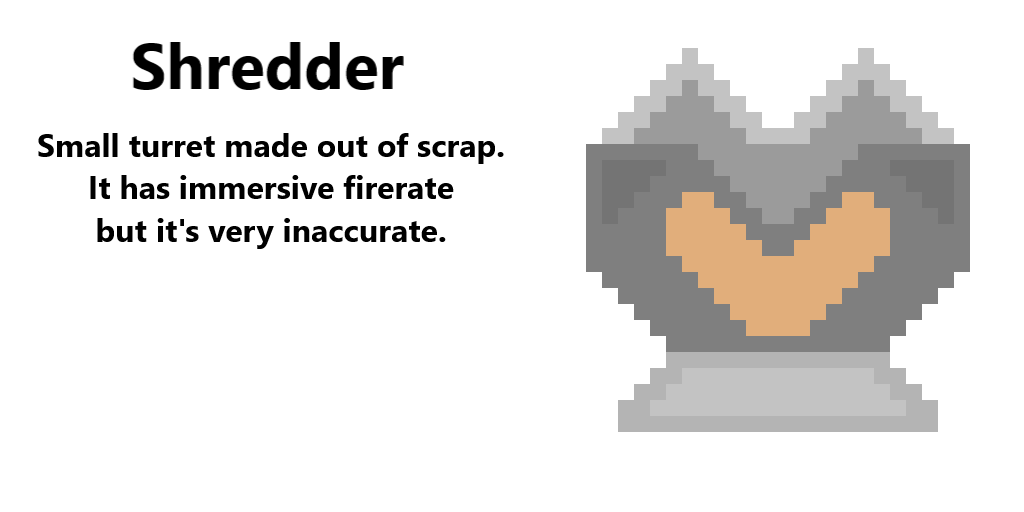 Shredder
Small turret made out of scrap.
It has immersive firerate
but it's very inaccurate.